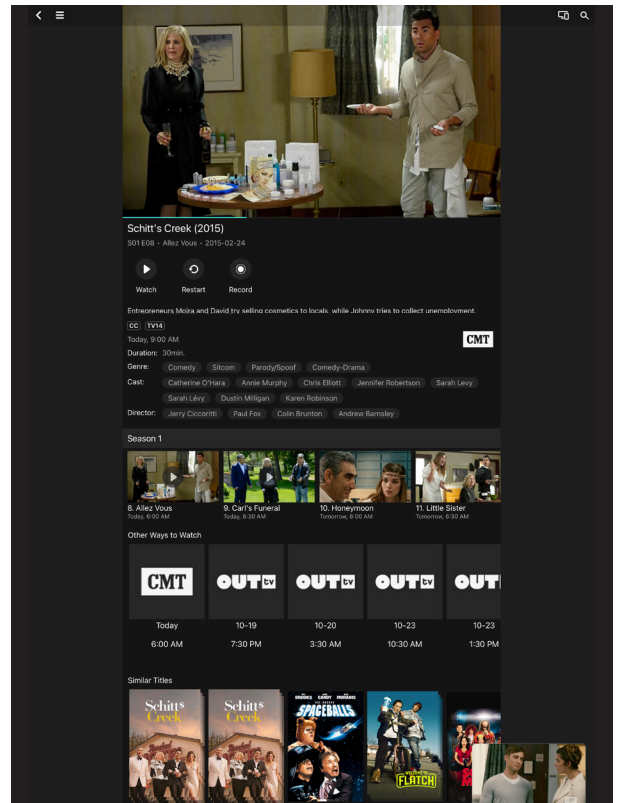 Schitt's Creek (2015)
S01 E08 • Allez Vous • 2015-02-24
Watch Restart Record
Entrepreneurs Moira and David try selling cosmetics to locals, while Johnny tries to collect unemployment.
CC TV14
Today, 9:00 AM
CMT
Duration: 30min.
Genre: Comedy Sitcom Parody/Spoof Comedy-Drama
Cast: Catherine O'Hara Annie Murphy Chris Elliott Jennifer Robertson Sarah Levy
Sarah Lévy Dustin Milligan Karen Robinson
Director: Jerry Ciccoritti Paul Fox Colin Brunton Andrew Barnsley
Season 1
8. Allez Vous 9. Carl's Funeral 10. Honeymoon 11. Little Sister
Today, 6:00 AM Today, 6:30 AM Tomorrow, 6:00 AM Tomorrow, 6:30 AM
Other Ways to Watch
CMT OUTtv OUTtv OUTtv OUT
Today 10-19 10-20 10-23 10-23
6:00 AM 7:30 PM 3:30 AM 10:30 AM 1:30 PM
Similar Titles
Schitt's Creek Schitt's Creek
BROOKS CANDY MORANIS
SPACEBALLS
WELCOME TO
FLATCH